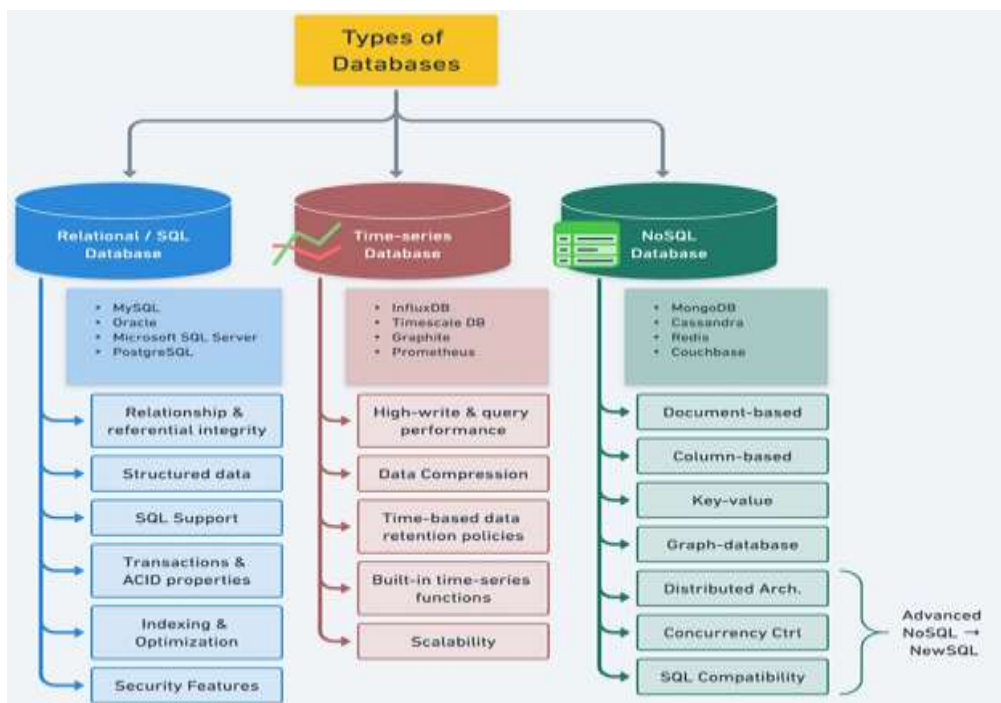 Types of
Databases
Relational / SQL
Database
Time-series
Database
NoSQL
Database
• MySQL
• Oracle
• Microsoft SQL Server
• PostgreSQL
• InfluxDB
• Timescale DB
• Graphite
• Prometheus
• MongoDB
• Cassandra
• Redis
• Couchbase
Relationship &
referential integrity
Structured data
SQL Support
Transactions &
ACID properties
Indexing &
Optimization
Security Features
High-write & query
performance
Data Compression
Time-based data
retention policies
Built-in time-series
functions
Scalability
Document-based
Column-based
Key-value
Graph-database
Distributed Arch.
Concurrency Ctrl
SQL Compatibility
Advanced
NoSQL →
NewSQL